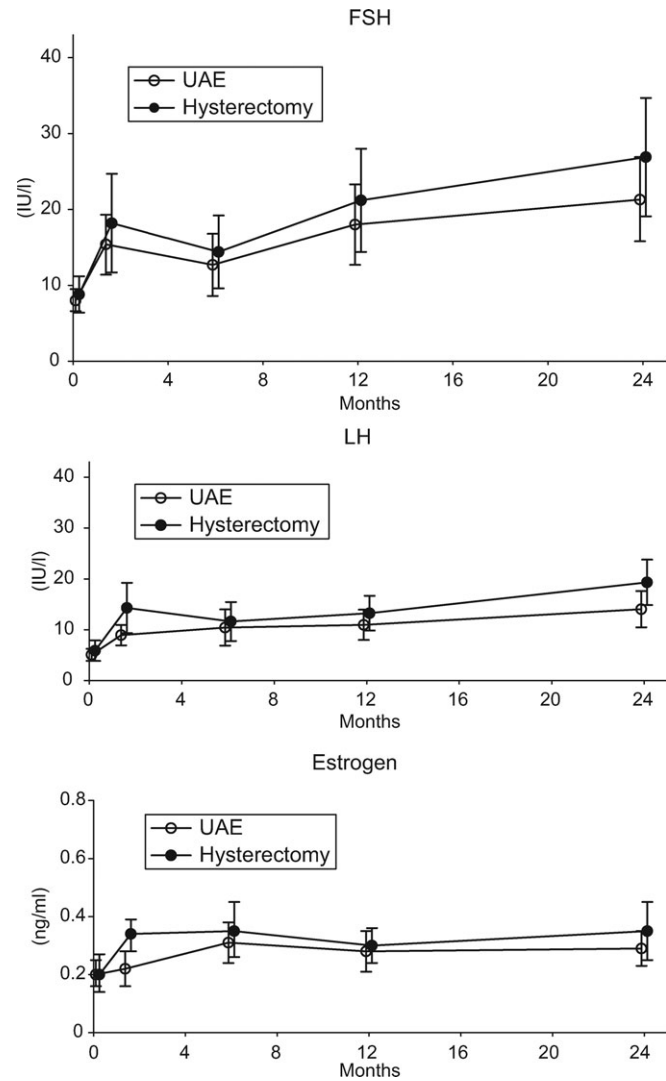 FSH
40
UAE
Hysterectomy
30
(IU/l)
20
10
0
0 4 8 12 16 20 24
Months
LH
40
UAE
Hysterectomy
30
(IU/l)
20
10
0
0 4 8 12 16 20 24
Months
Estrogen
0.8
UAE
Hysterectomy
0.6
(ng/ml)
0.4
0.2
0
0 4 8 12 16 20 24
Months